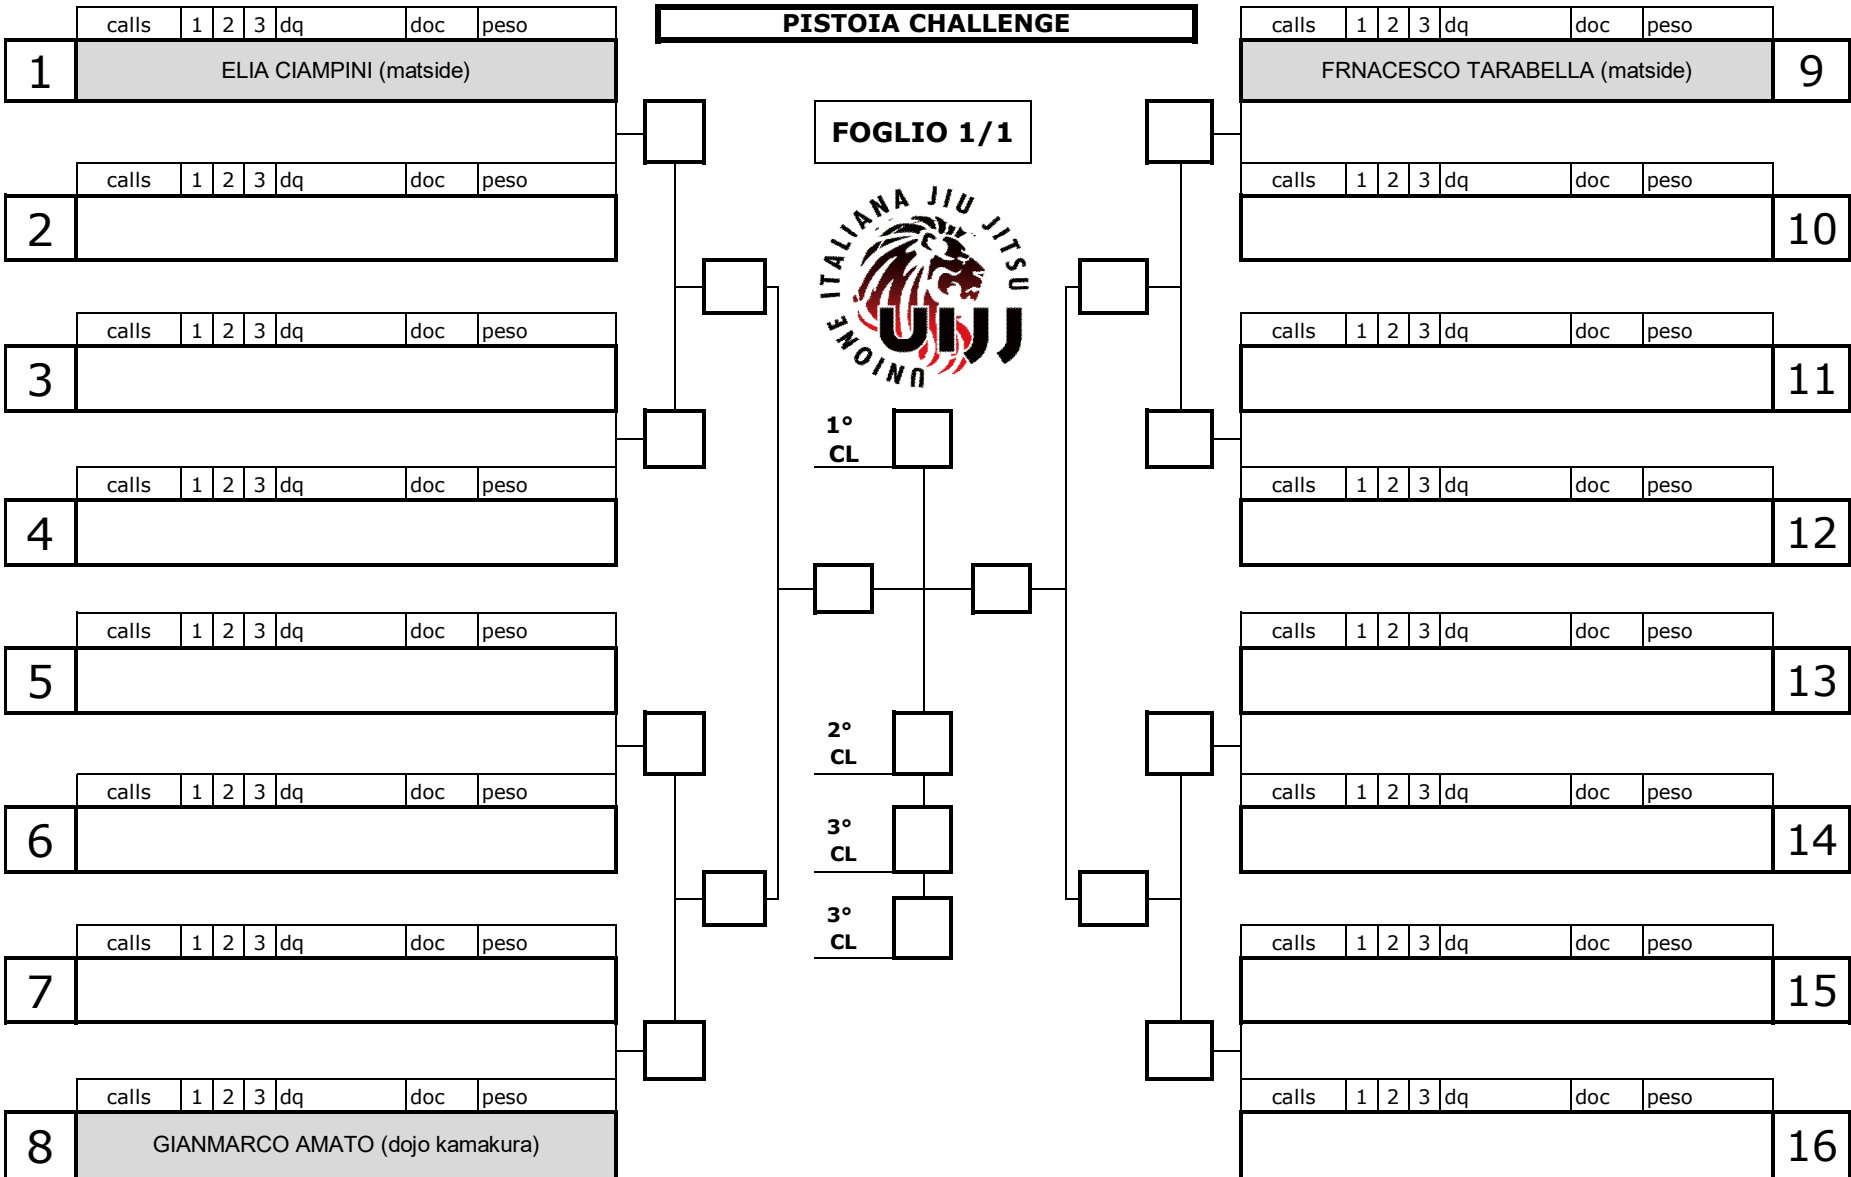 calls 1 2 3 dq doc peso
PISTOIA CHALLENGE
calls 1 2 3 dq doc peso
1 ELIA CIAMPINI (matside)
FRNACESCO TARABELLA (matside) 9
FOGLIO 1/1
calls 1 2 3 dq doc peso
calls 1 2 3 dq doc peso
2
10
UNIONE ITALIANA JIU JITSU
UIJJ
calls 1 2 3 dq doc peso
calls 1 2 3 dq doc peso
3
11
1°
CL
calls 1 2 3 dq doc peso
calls 1 2 3 dq doc peso
4
12
calls 1 2 3 dq doc peso
calls 1 2 3 dq doc peso
5
13
2°
CL
calls 1 2 3 dq doc peso
calls 1 2 3 dq doc peso
6
14
3°
CL
3°
CL
calls 1 2 3 dq doc peso
calls 1 2 3 dq doc peso
7
15
calls 1 2 3 dq doc peso
calls 1 2 3 dq doc peso
8 GIANMARCO AMATO (dojo kamakura)
16